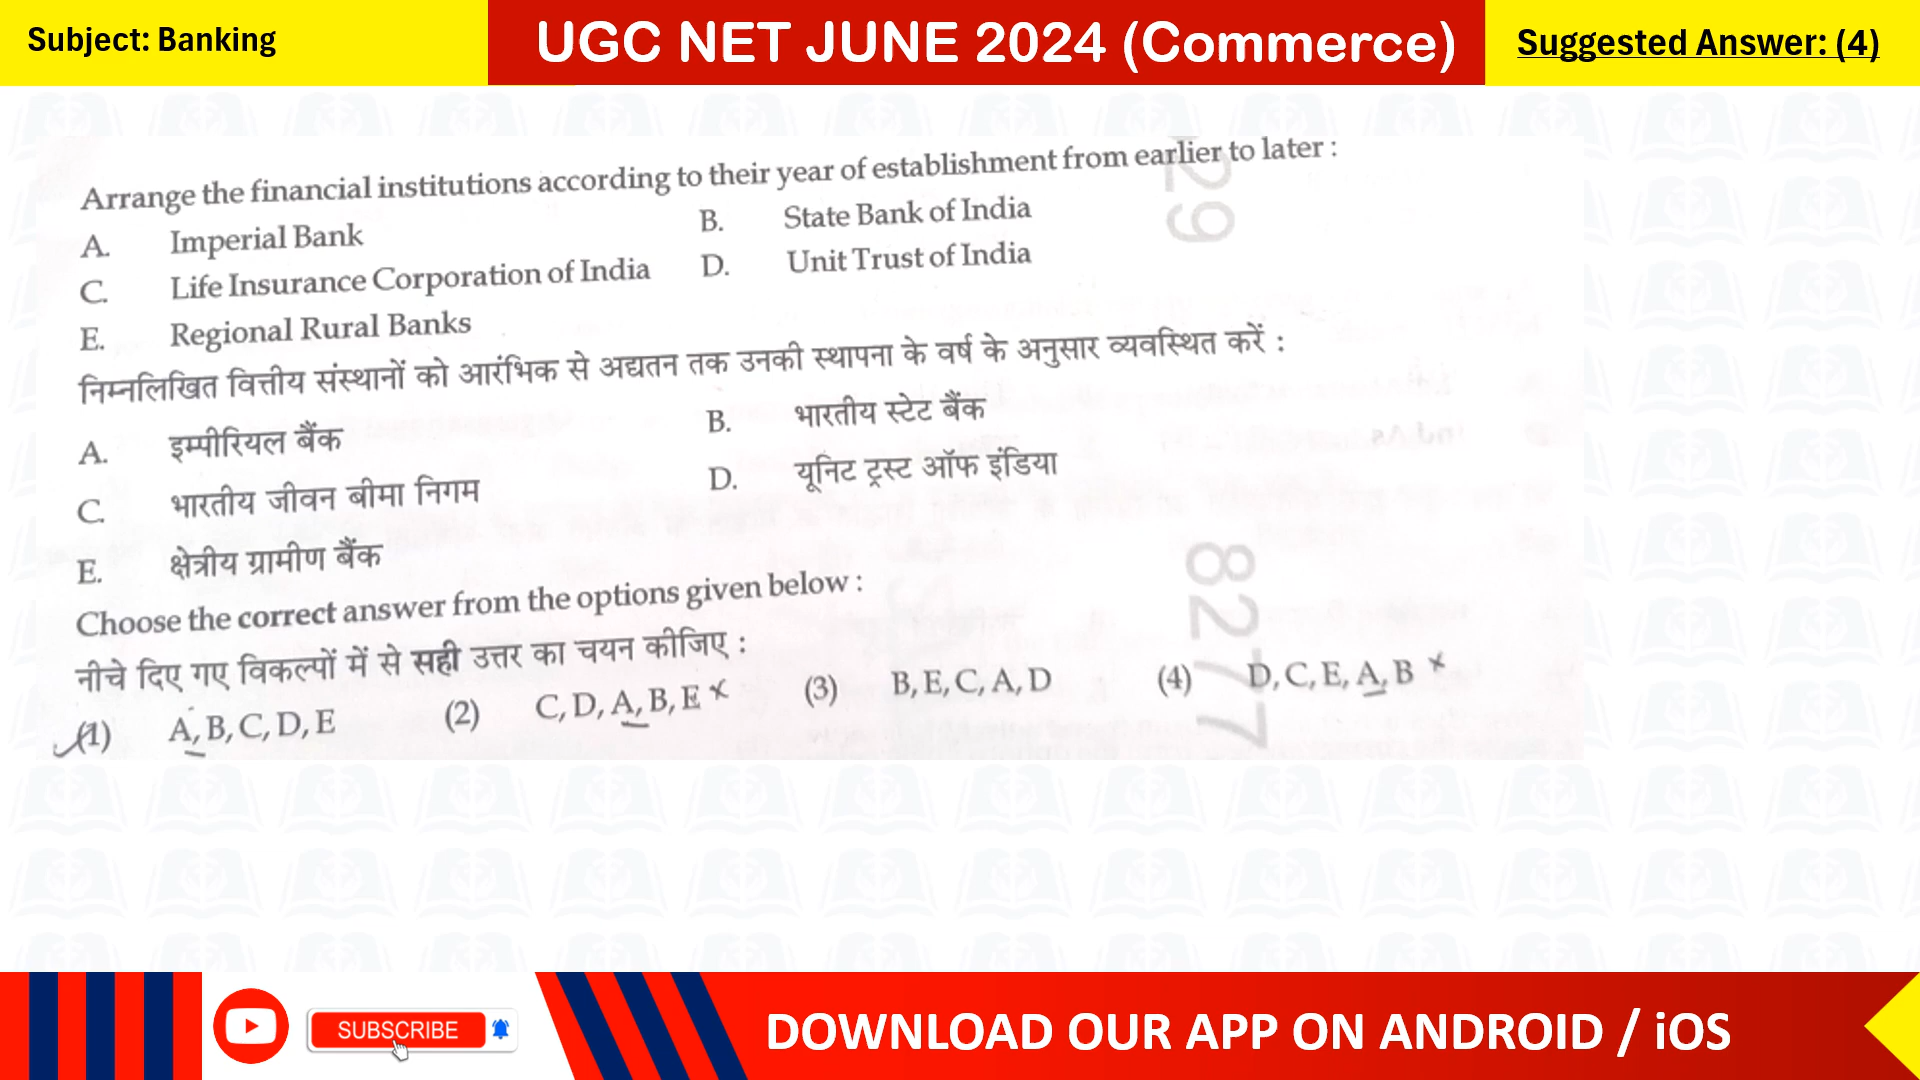 Subject: Banking
UGC NET JUNE 2024 (Commerce)
Suggested Answer: (4)
Arrange the financial institutions according to their year of establishment from earlier to later :
A. Imperial Bank B. State Bank of India
C. Life Insurance Corporation of India D. Unit Trust of India
E. Regional Rural Banks
निम्नलिखित वित्तीय संस्थानों को आरंभिक से अद्यतन तक उनकी स्थापना के वर्ष के अनुसार व्यवस्थित करें :
A. इम्पीरियल बैंक B. भारतीय स्टेट बैंक
C. भारतीय जीवन बीमा निगम D. यूनिट ट्रस्ट ऑफ इंडिया
E. क्षेत्रीय ग्रामीण बैंक
Choose the correct answer from the options given below :
नीचे दिए गए विकल्पों में से सही उत्तर का चयन कीजिए :
(1) A, B, C, D, E (2) C, D, A, B, E (3) B, E, C, A, D (4) D, C, E, A, B
29
8277
SUBSCRIBE
DOWNLOAD OUR APP ON ANDROID / iOS